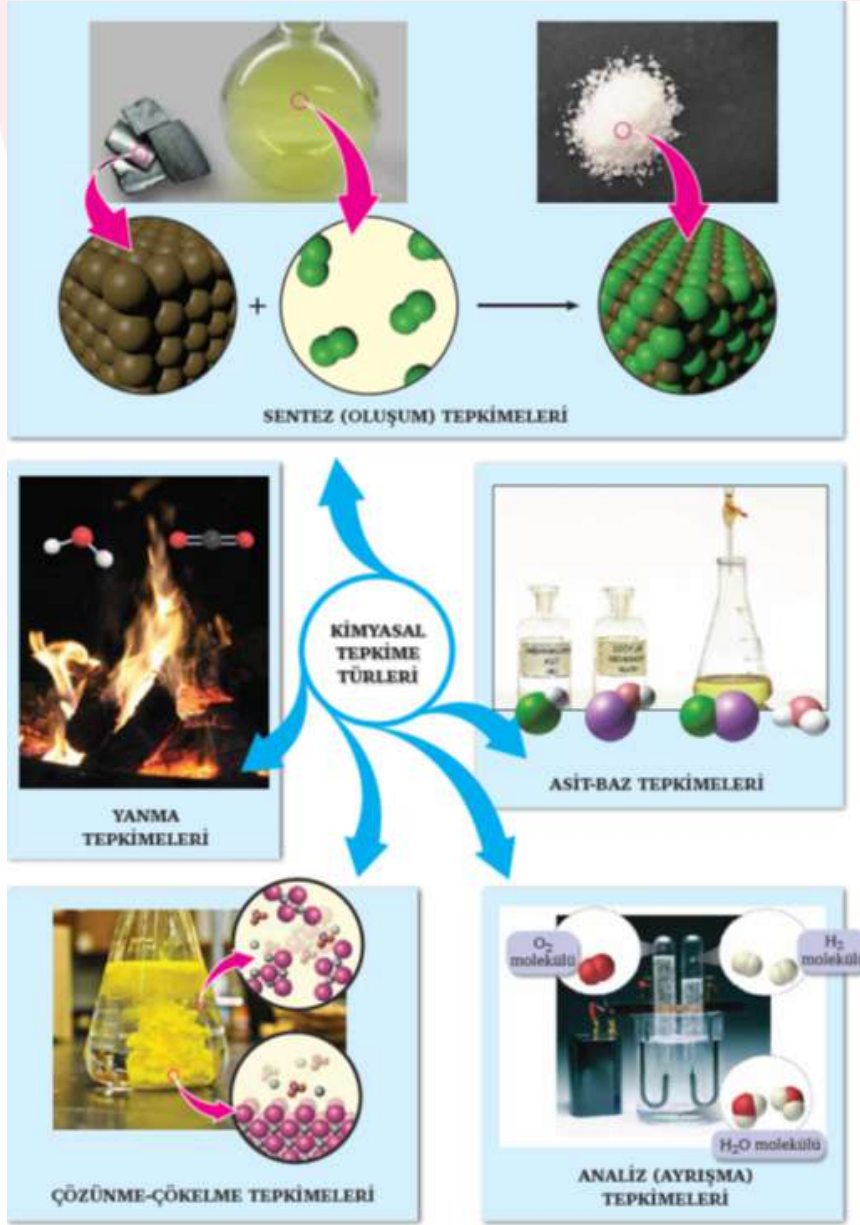 SENTEZ (OLUŞUM) TEPKİMELERİ
KİMYASAL
TEPKİME
TÜRLERİ
YANMA
TEPKİMELERİ
ASİT-BAZ TEPKİMELERİ
O₂
molekülü
H₂
molekülü
H₂O molekülü
ÇÖZÜNME-ÇÖKELME TEPKİMELERİ
ANALİZ (AYRIŞMA)
TEPKİMELERİ